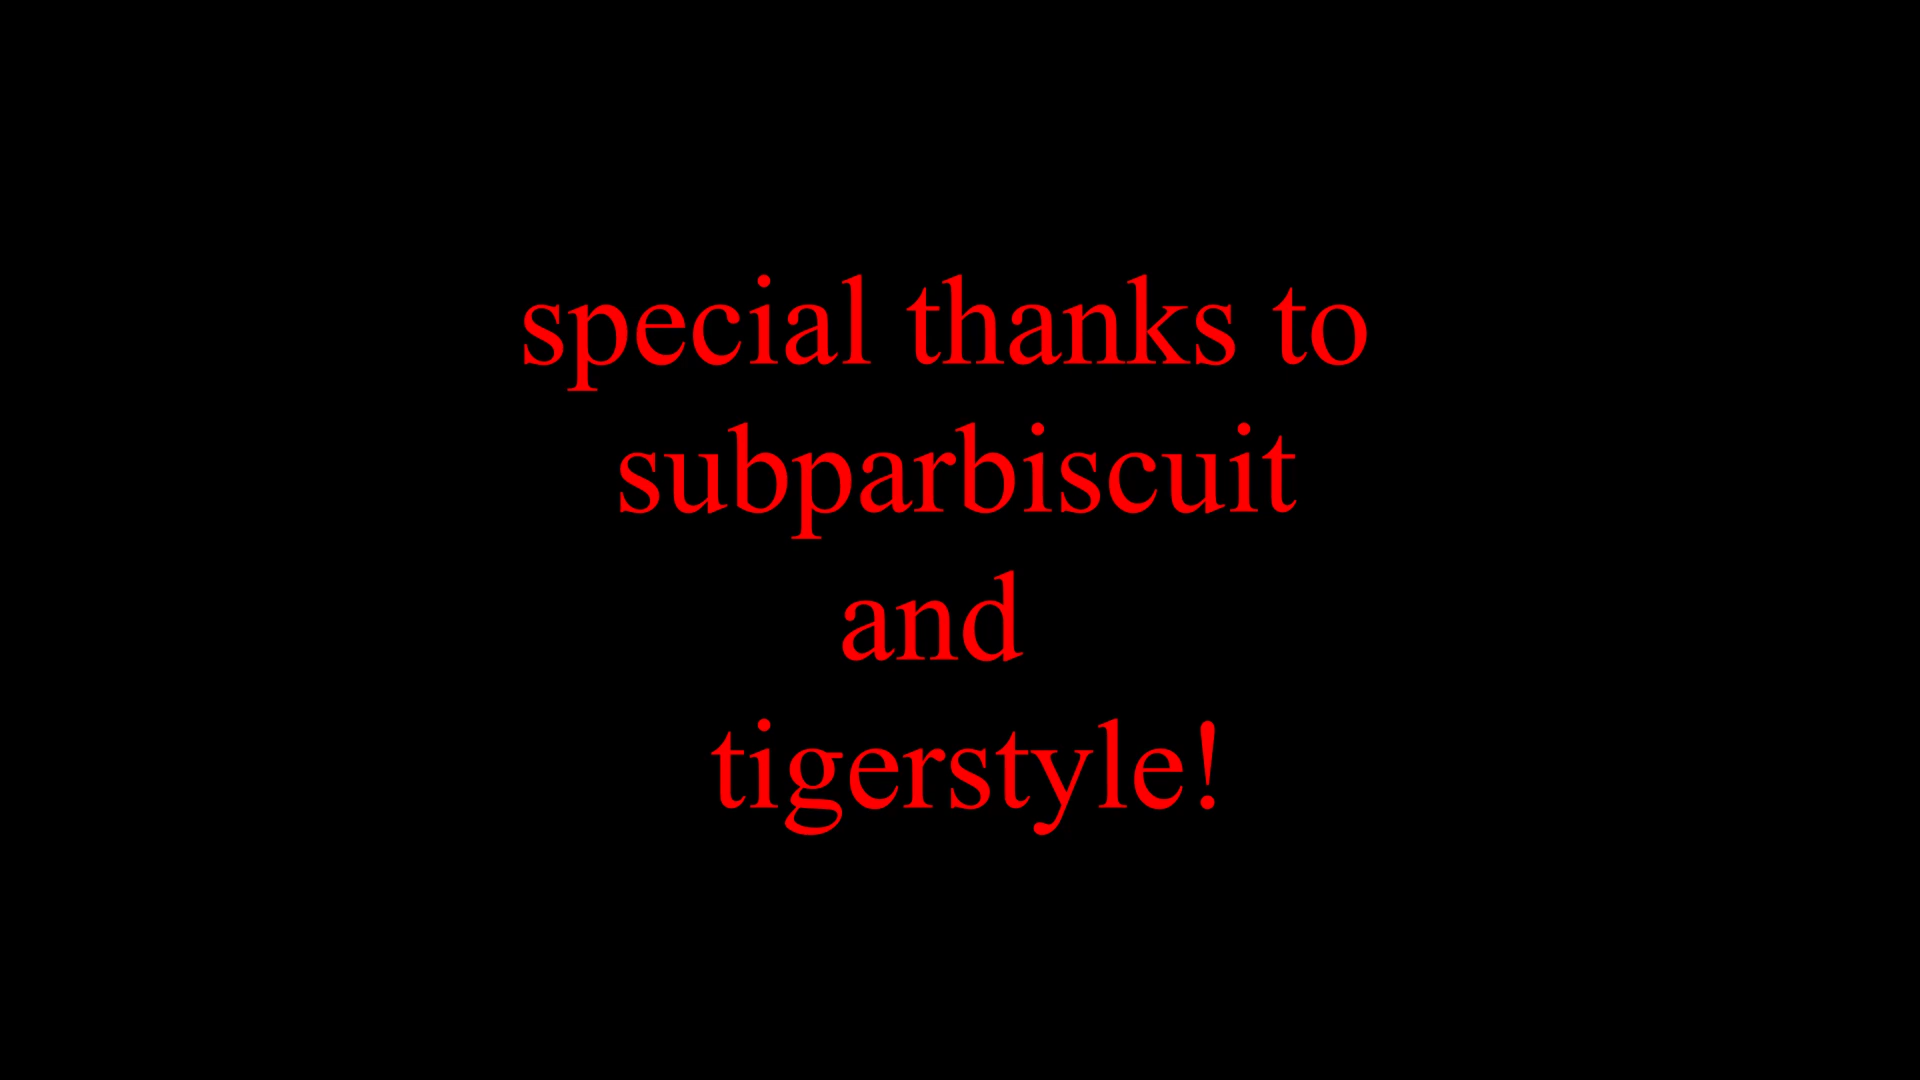 special thanks to
subparbiscuit
and
tigerstyle!